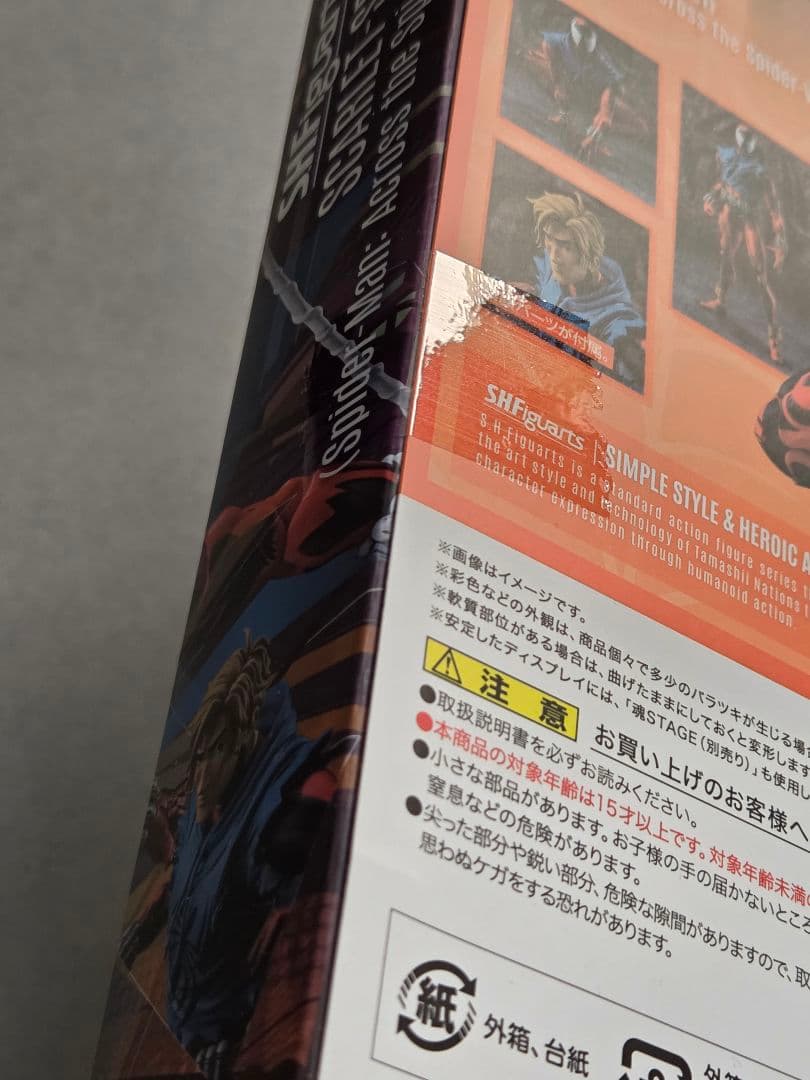 S.H.Figuarts
SCARLET
(Spider-Man: Across the
Across the Spider-
パーツが付属。
S.H.Figuarts
SIMPLE STYLE & HEROIC
S.H.Figuarts is a standard action figure series
the art style and technology of Tamashii Nations
character expression through humanoid action.
※画像はイメージです。
※彩色などの外観は、商品個々で多少のバラツキが生じる場合
※軟質部位がある場合は、曲げたままにしておくと変形します
※安定したディスプレイには、「魂STAGE(別売り)」も使用し
注意
お買い上げのお客様へ
●取扱説明書を必ずお読みください。
●本商品の対象年齢は15才以上です。対象年齢未満の
●小さな部品があります。お子様の手の届かないところ
窒息などの危険があります。
●尖った部分や鋭い部分、危険な隙間がありますので、取
思わぬケガをする恐れがあります。
紙
外箱、台紙